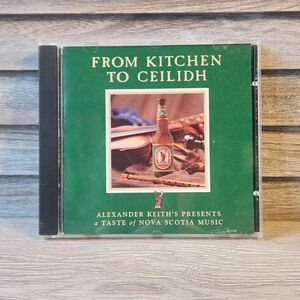 FROM KITCHEN
TO CEILIDH
ALEXANDER KEITH'S PRESENTS
a TASTE of NOVA SCOTIA MUSIC